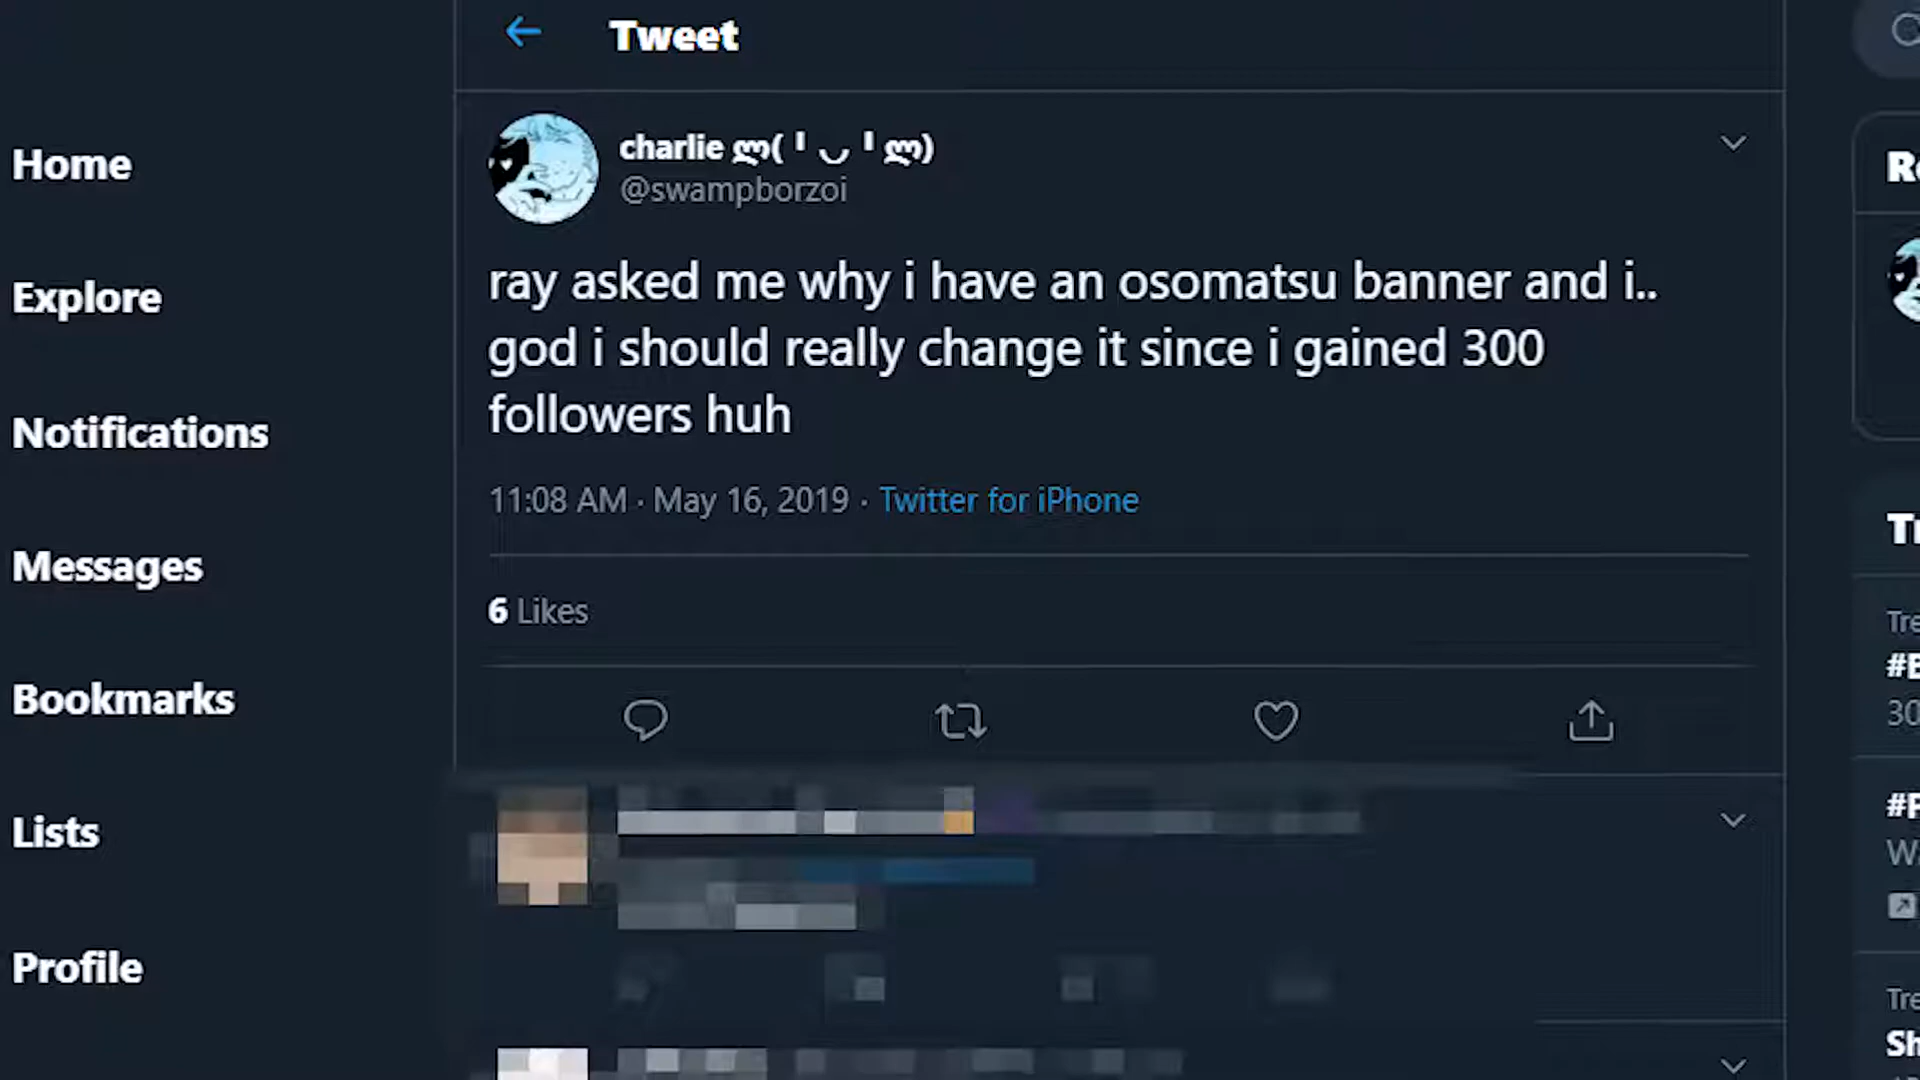 Tweet
charlie ლ( ╹ ◡ ╹ ლ)
@swampborzoi
Home
ray asked me why i have an osomatsu banner and i..
Explore
god i should really change it since i gained 300
followers huh
Notifications
11:08 AM · May 16, 2019 · Twitter for iPhone
Messages
6 Likes
Bookmarks
Lists
Profile